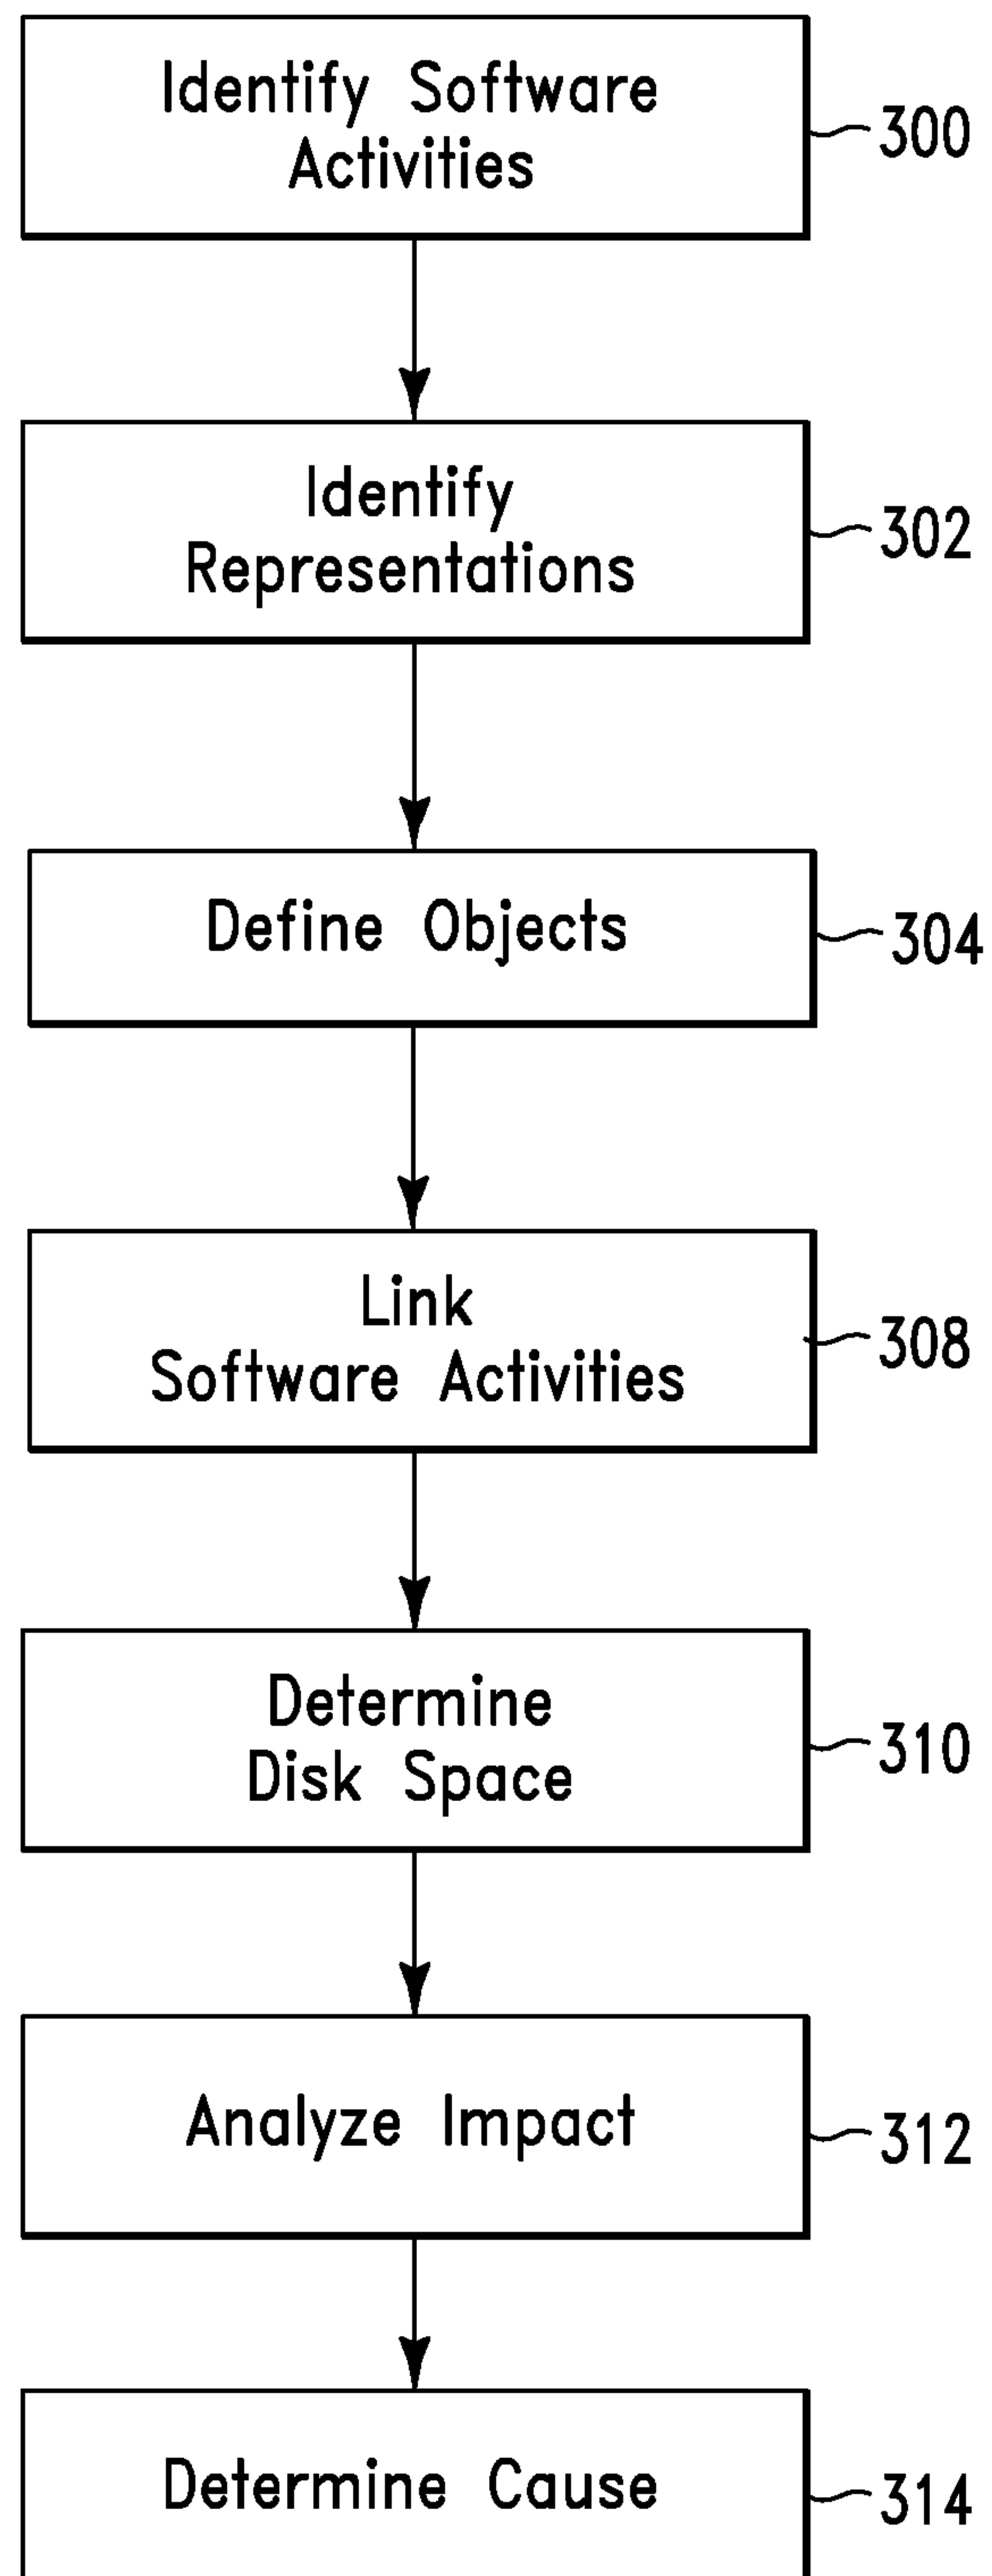 Identify Software
Activities
300
Identify
Representations
302
Define Objects
304
Link
Software Activities
308
Determine
Disk Space
310
Analyze Impact
312
Determine Cause
314